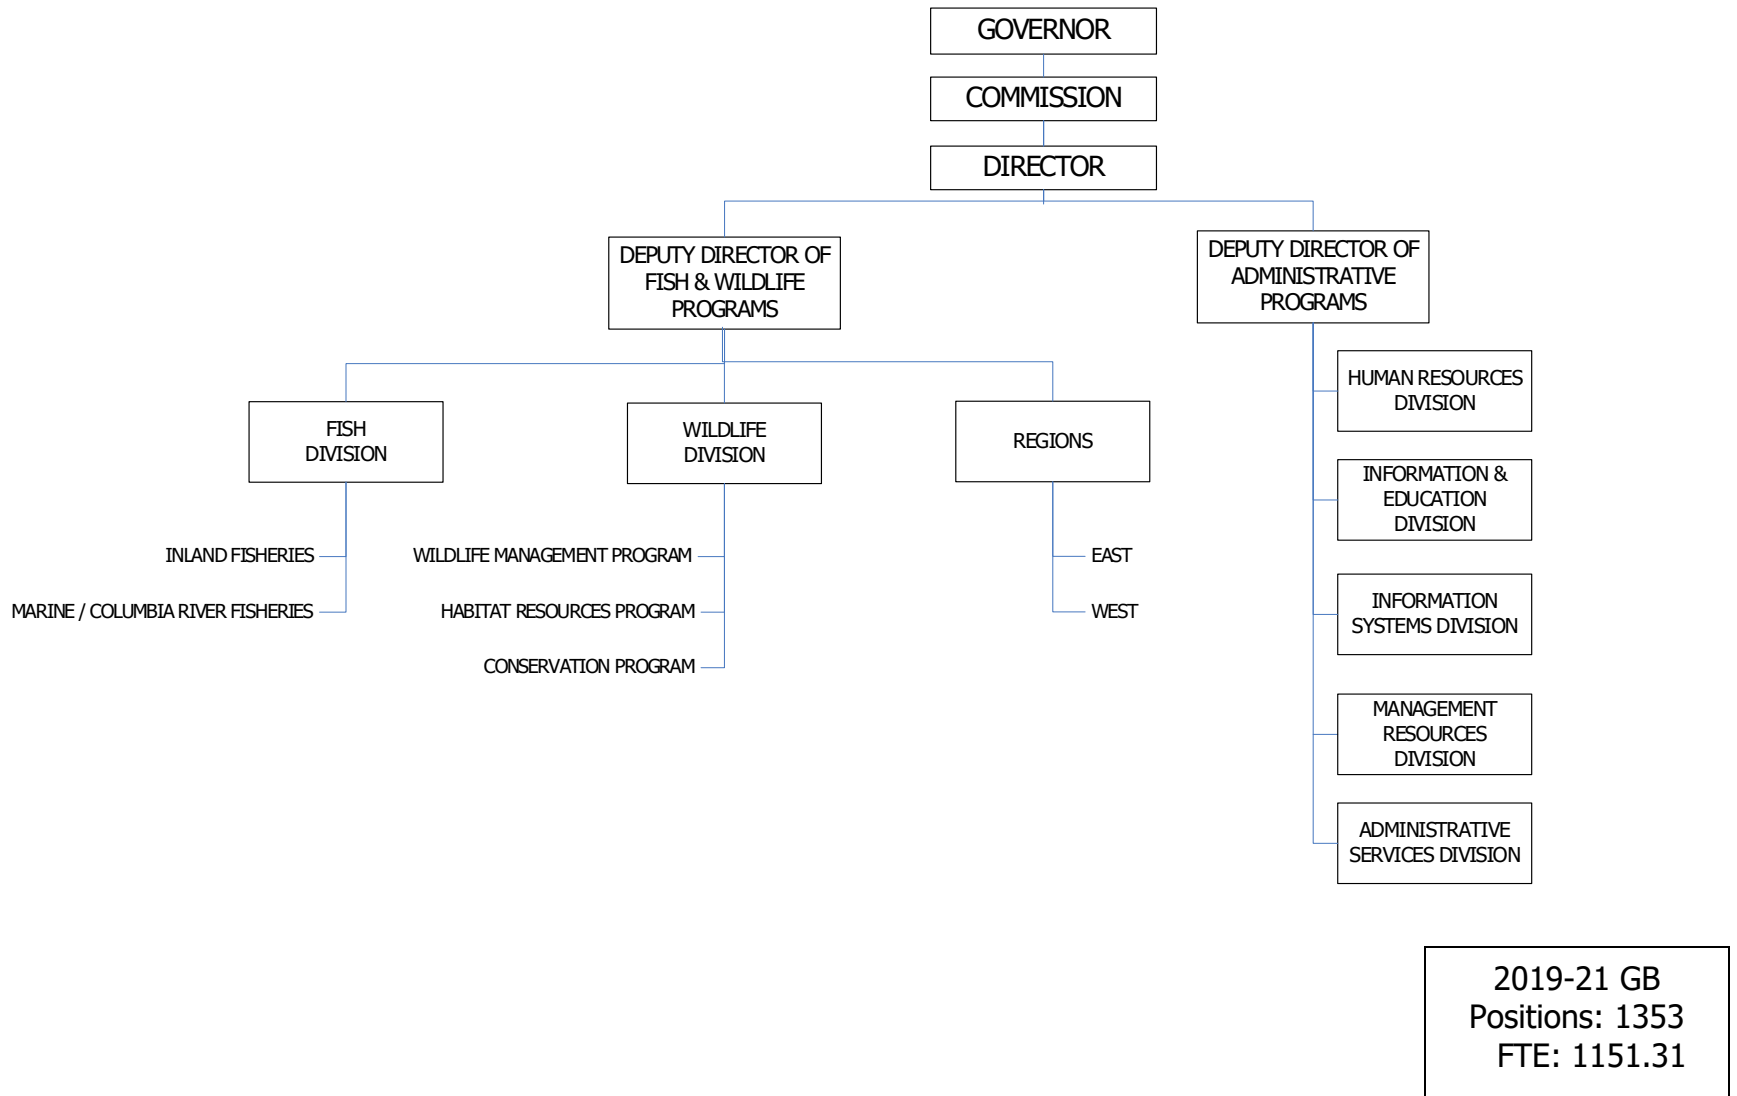 GOVERNOR
COMMISSION
DIRECTOR
DEPUTY DIRECTOR OF
FISH & WILDLIFE
PROGRAMS
DEPUTY DIRECTOR OF
ADMINISTRATIVE
PROGRAMS
FISH
DIVISION
INLAND FISHERIES
MARINE / COLUMBIA RIVER FISHERIES
WILDLIFE
DIVISION
WILDLIFE MANAGEMENT PROGRAM
HABITAT RESOURCES PROGRAM
CONSERVATION PROGRAM
REGIONS
EAST
WEST
HUMAN RESOURCES
DIVISION
INFORMATION &
EDUCATION
DIVISION
INFORMATION
SYSTEMS DIVISION
MANAGEMENT
RESOURCES
DIVISION
ADMINISTRATIVE
SERVICES DIVISION
2019-21 GB
Positions: 1353
FTE: 1151.31